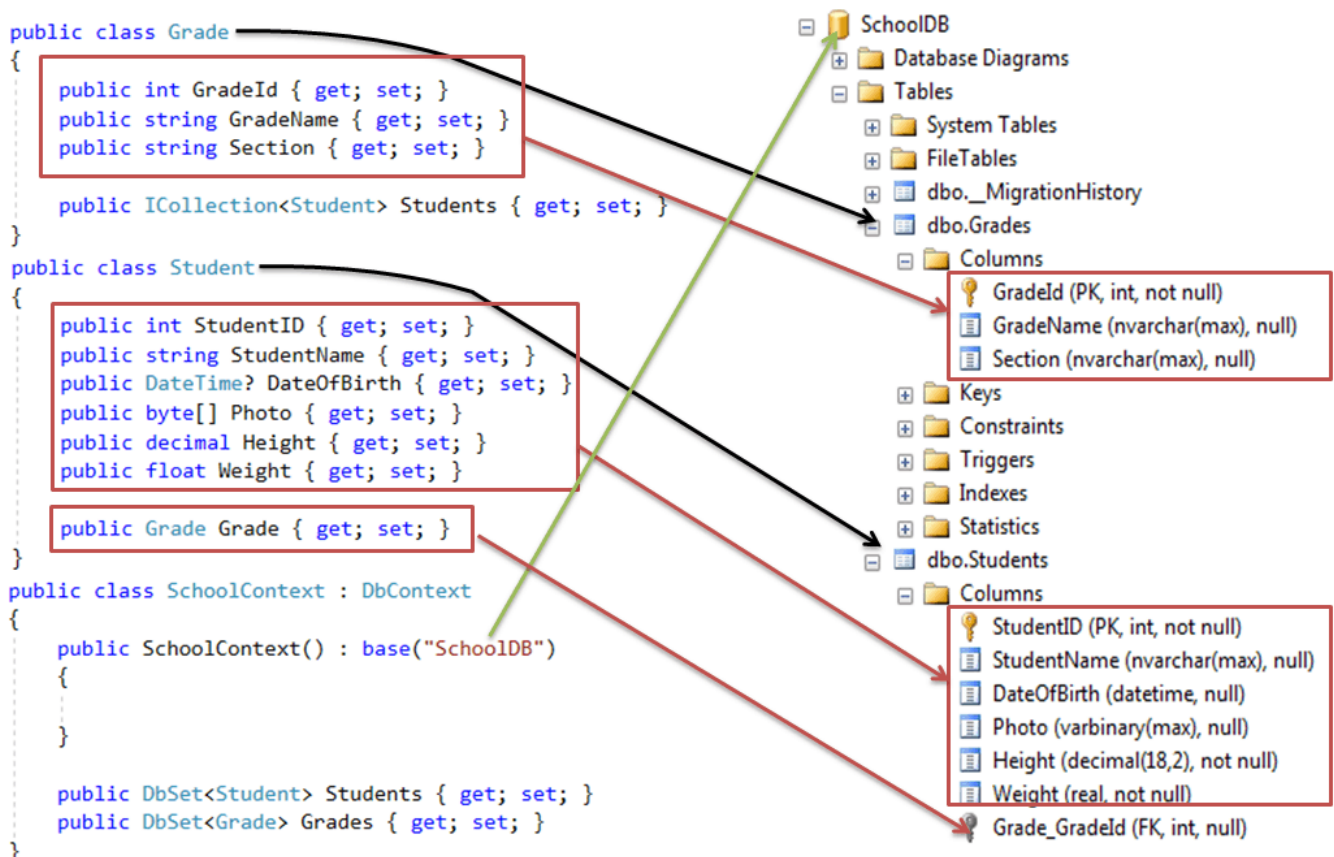 public class Grade
{
public int GradeId { get; set; }
public string GradeName { get; set; }
public string Section { get; set; }
public ICollection<Student> Students { get; set; }
}
public class Student
{
public int StudentID { get; set; }
public string StudentName { get; set; }
public DateTime? DateOfBirth { get; set; }
public byte[] Photo { get; set; }
public decimal Height { get; set; }
public float Weight { get; set; }
public Grade Grade { get; set; }
}
public class SchoolContext : DbContext
{
public SchoolContext() : base("SchoolDB")
{
}
public DbSet<Student> Students { get; set; }
public DbSet<Grade> Grades { get; set; }
}
SchoolDB
Database Diagrams
Tables
System Tables
FileTables
dbo.__MigrationHistory
dbo.Grades
Columns
GradeId (PK, int, not null)
GradeName (nvarchar(max), null)
Section (nvarchar(max), null)
Keys
Constraints
Triggers
Indexes
Statistics
dbo.Students
Columns
StudentID (PK, int, not null)
StudentName (nvarchar(max), null)
DateOfBirth (datetime, null)
Photo (varbinary(max), null)
Height (decimal(18,2), not null)
Weight (real, not null)
Grade_GradeId (FK, int, null)